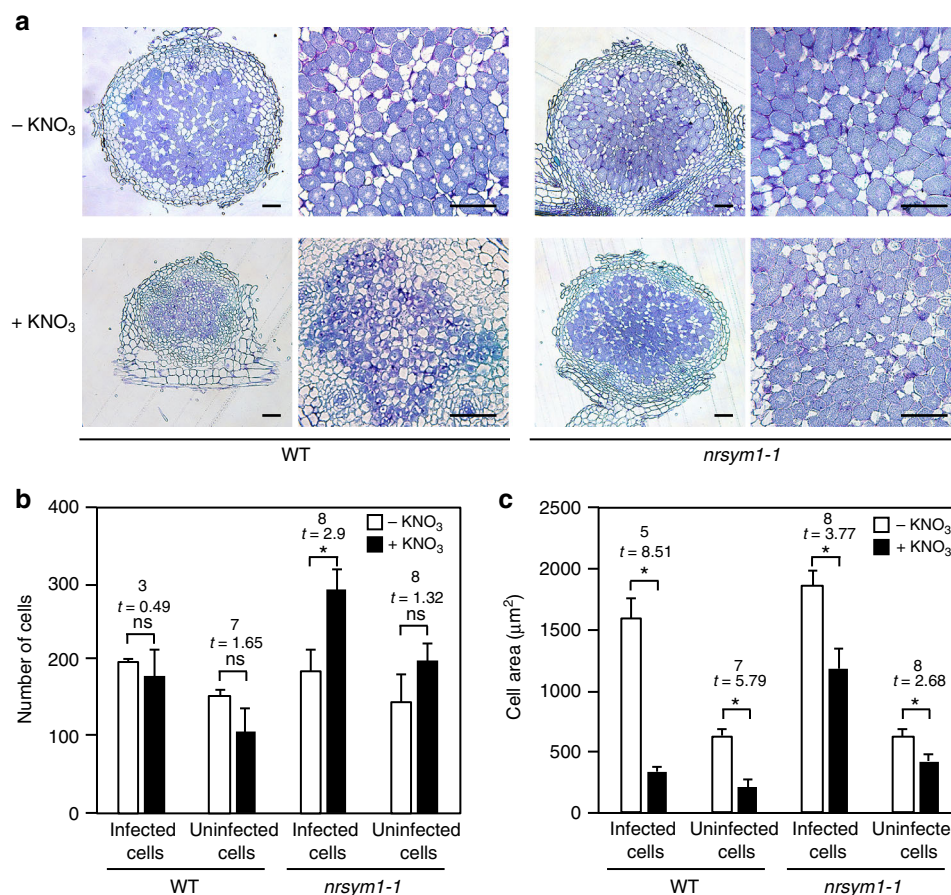 a
– KNO₃
+ KNO₃
WT
nrsym1-1
b
Number of cells
400
300
200
100
0
– KNO₃
+ KNO₃
3
t = 0.49
ns
7
t = 1.65
ns
8
t = 2.9
*
8
t = 1.32
ns
Infected cells
Uninfected cells
Infected cells
Uninfected cells
WT
nrsym1-1
c
Cell area (μm²)
2500
2000
1500
1000
500
0
– KNO₃
+ KNO₃
5
t = 8.51
*
7
t = 5.79
*
8
t = 3.77
*
8
t = 2.68
*
Infected cells
Uninfected cells
Infected cells
Uninfecte cells
WT
nrsym1-1